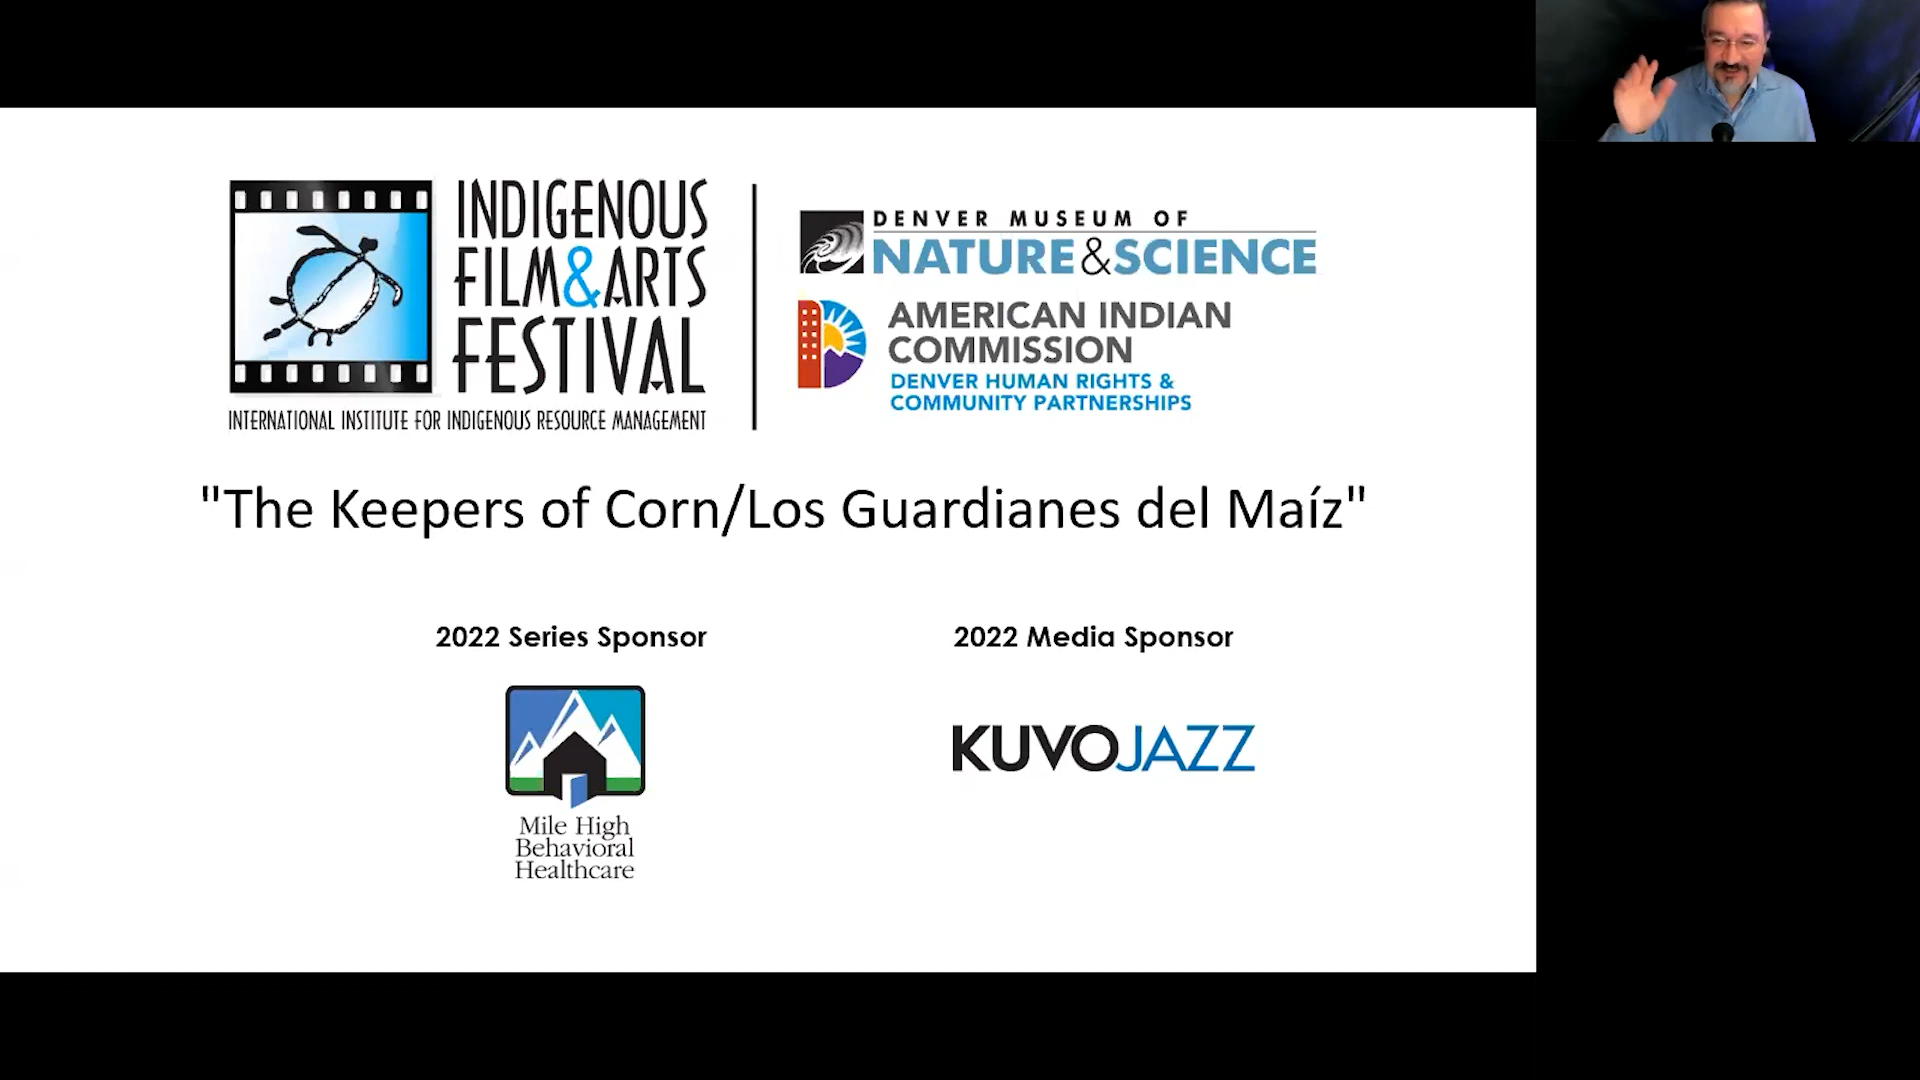 INDIGENOUS
FILM&ARTS
FESTIVAL
INTERNATIONAL INSTITUTE FOR INDIGENOUS RESOURCE MANAGEMENT
DENVER MUSEUM OF
NATURE&SCIENCE
AMERICAN INDIAN
COMMISSION
DENVER HUMAN RIGHTS &
COMMUNITY PARTNERSHIPS
"The Keepers of Corn/Los Guardianes del Maíz"
2022 Series Sponsor
Mile High
Behavioral
Healthcare
2022 Media Sponsor
KUVOJAZZ